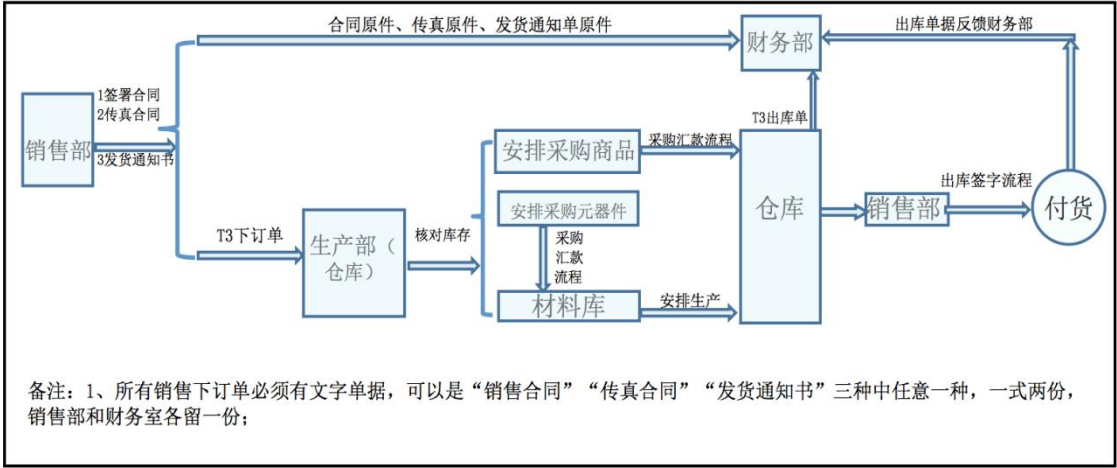 合同原件、传真原件、发货通知单原件
财务部
出库单据反馈财务部
1签署合同
2传真合同
销售部
3发货通知书
T3出库单
安排采购商品
采购汇款流程
仓库
安排采购元器件
出库签字流程
销售部
付货
T3下订单
生产部（
仓库）
核对库存
采购
汇款
流程
材料库
安排生产
备注：1、所有销售下订单必须有文字单据，可以是“销售合同”“传真合同”“发货通知书”三种中任意一种，一式两份，
销售部和财务室各留一份；